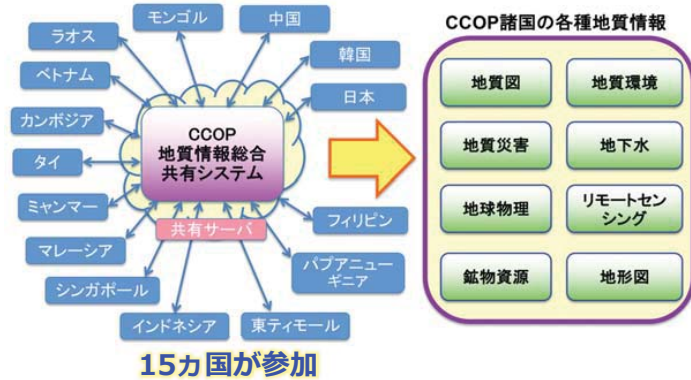 モンゴル
中国
ラオス
韓国
ベトナム
日本
カンボジア
タイ
ミャンマー
マレーシア
シンガポール
インドネシア
東ティモール
パプアニュー
ギニア
フィリピン
CCOP
地質情報総合
共有システム
共有サーバ
15ヵ国が参加
CCOP諸国の各種地質情報
地質図
地質環境
地質災害
地下水
地球物理
リモートセン
シング
鉱物資源
地形図